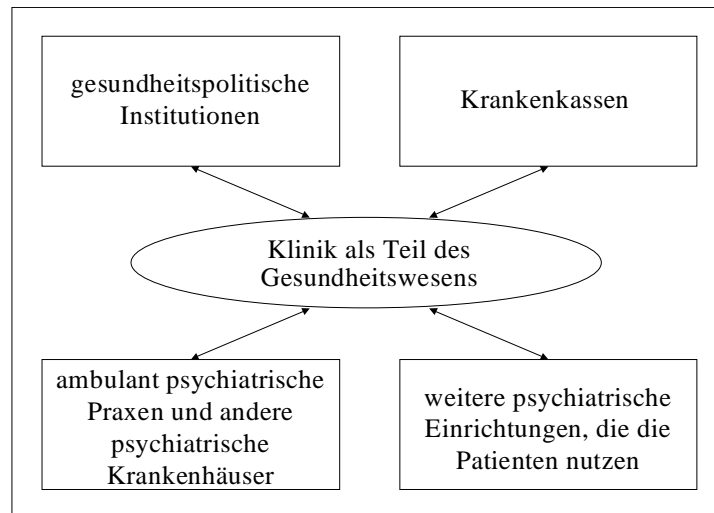 gesundheitspolitische
Institutionen
Krankenkassen
Klinik als Teil des
Gesundheitswesens
ambulant psychiatrische
Praxen und andere
psychiatrische
Krankenhäuser
weitere psychiatrische
Einrichtungen, die die
Patienten nutzen